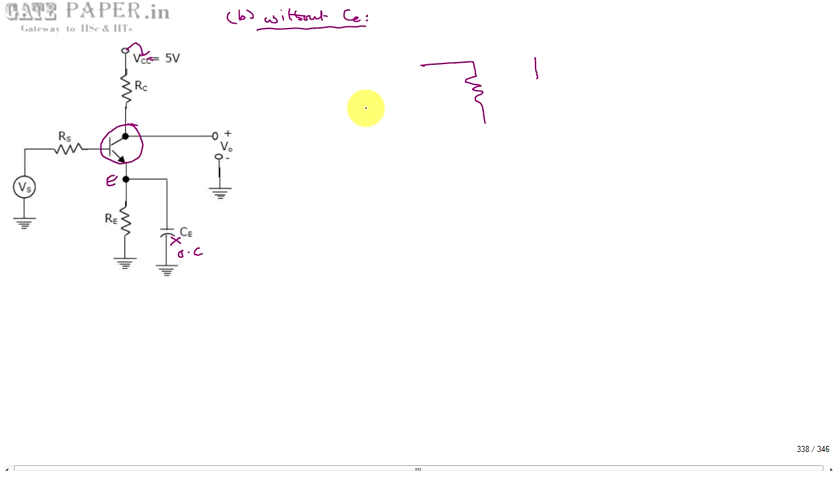 GATE PAPER.in
Gateway to IISc & IITs
(b) without Ce:
VCC = 5V
RC
RS
+
Vo
-
VS
e
RE
CE
x
o.c
338 / 346